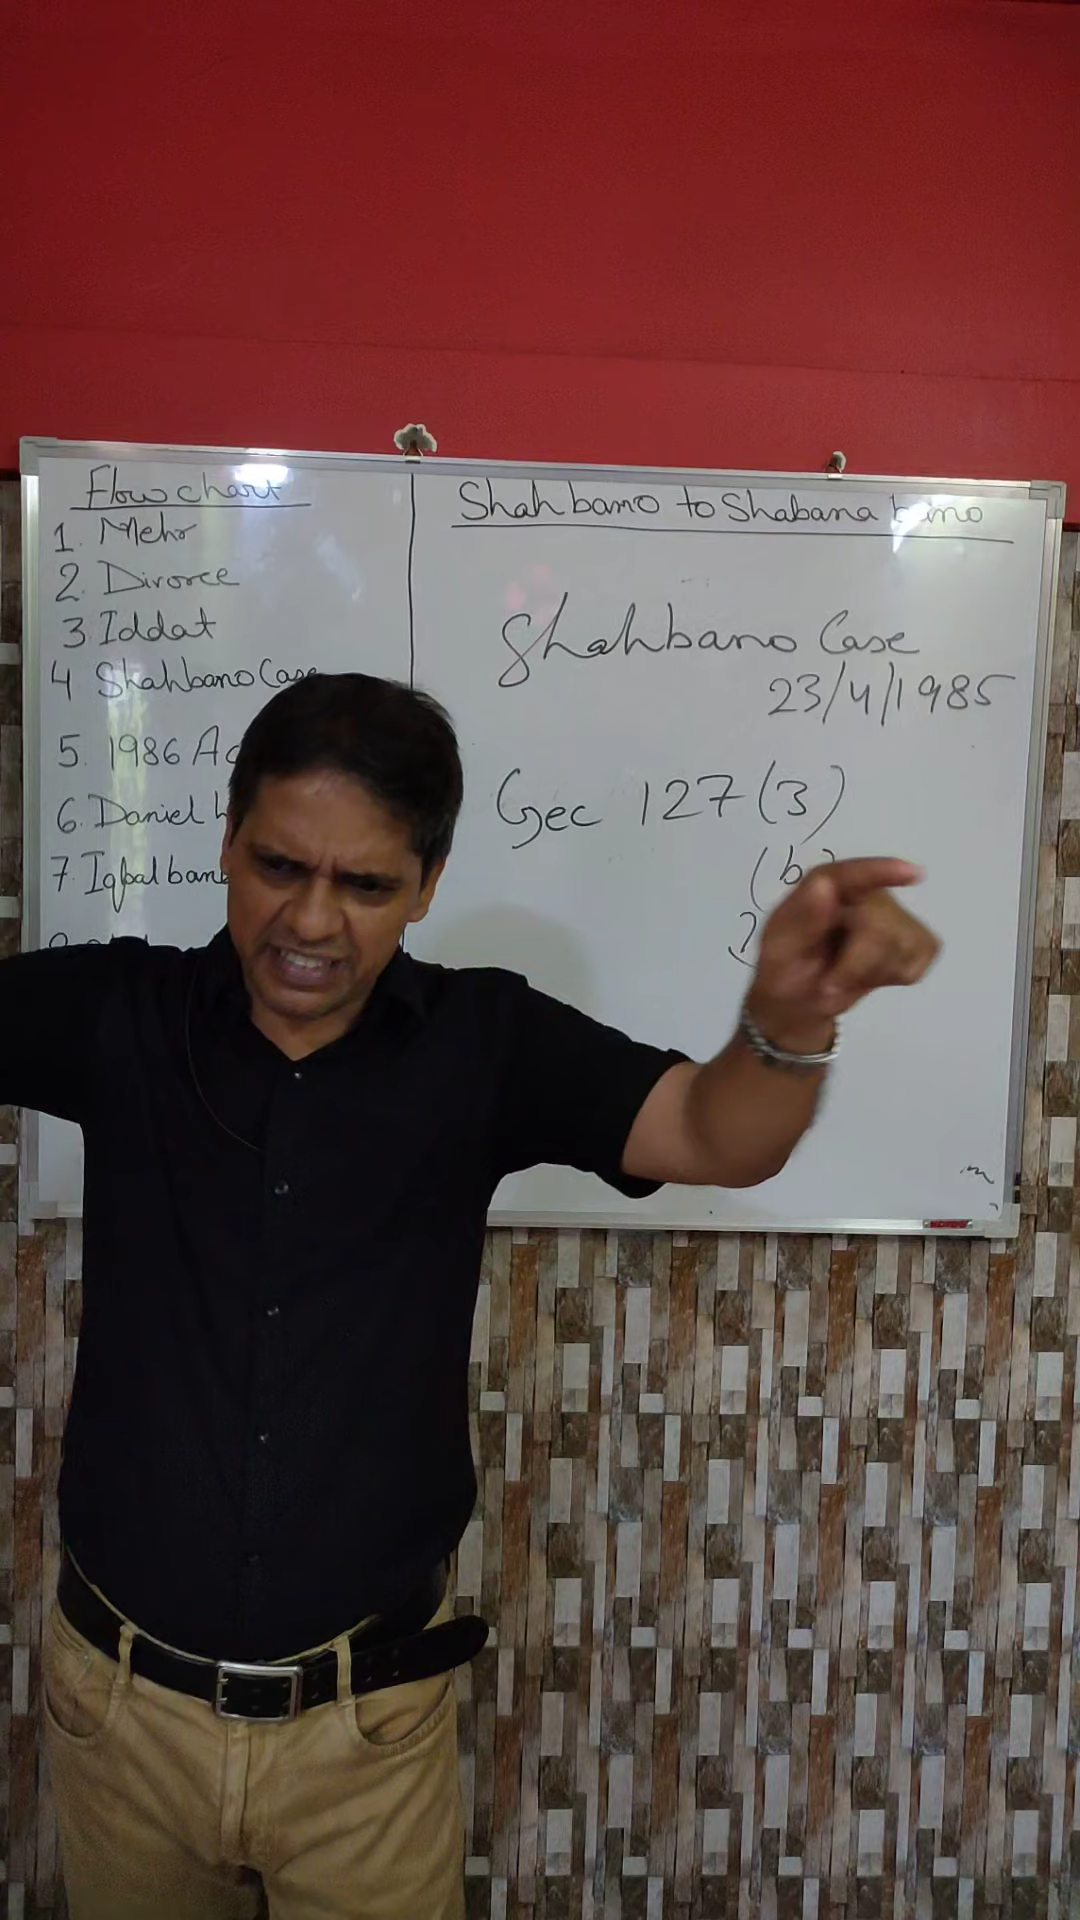 Flow chart
1. Mehr
2. Divorce
3 Iddat
4 Shahbano Case
5. 1986 Ac
6. Daniel
7. Iqbal bano
Shahbano to Shabana bano
Shahbano Case
23/4/1985
Sec 127 (3)
(b)